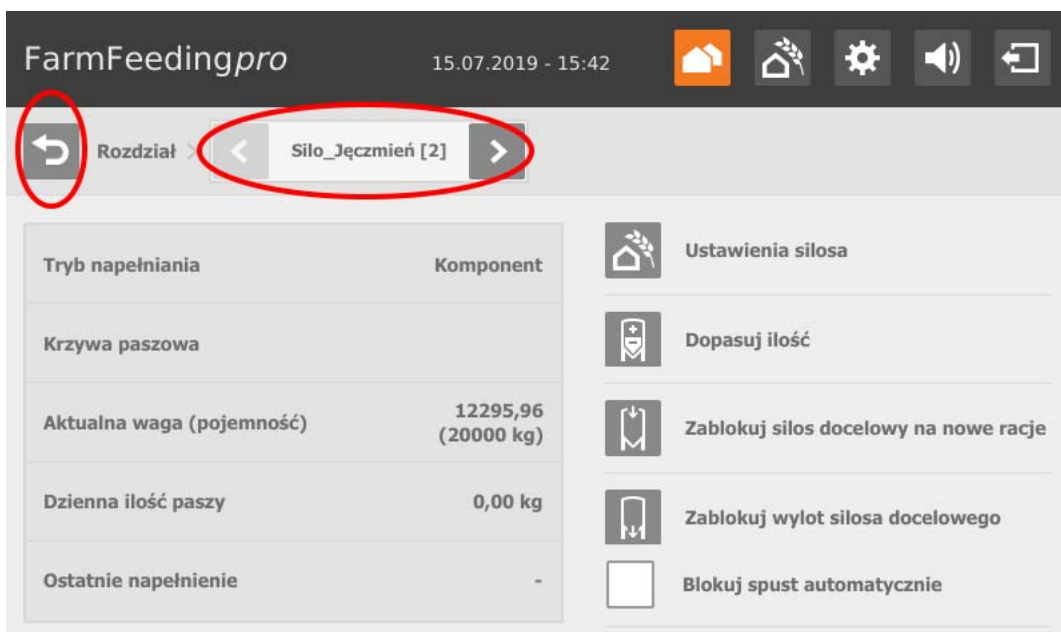 FarmFeedingpro
15.07.2019 - 15:42
Rozdział
Silo_Jęczmień [2]
Tryb napełniania Komponent
Krzywa paszowa
Aktualna waga (pojemność) 12295,96
(20000 kg)
Dzienna ilość paszy 0,00 kg
Ostatnie napełnienie -
Ustawienia silosa
Dopasuj ilość
Zablokuj silos docelowy na nowe racje
Zablokuj wylot silosa docelowego
Blokuj spust automatycznie